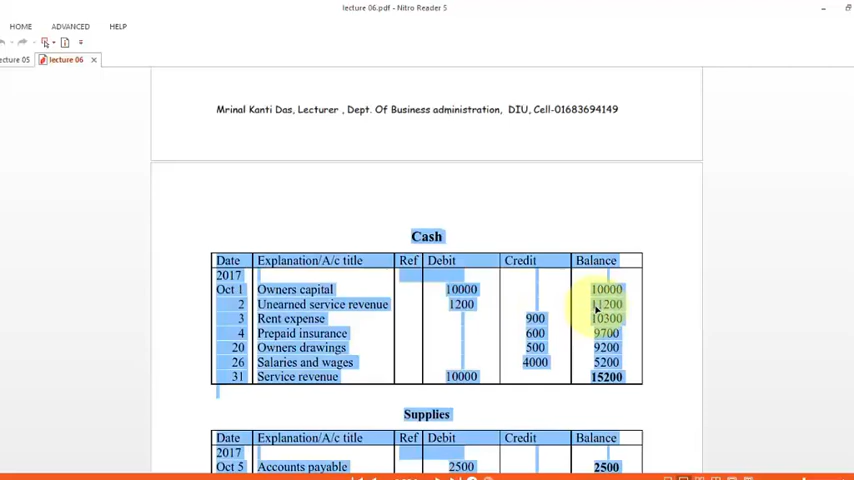 lecture 06.pdf - Nitro Reader 5
HOME ADVANCED HELP
ecture 05 lecture 06
Mrinal Kanti Das, Lecturer , Dept. Of Business administration, DIU, Cell-01683694149
Cash
Date Explanation/A/c title Ref Debit Credit Balance
2017
Oct 1 Owners capital 10000 10000
2 Unearned service revenue 1200 11200
3 Rent expense 900 10300
4 Prepaid insurance 600 9700
20 Owners drawings 500 9200
26 Salaries and wages 4000 5200
31 Service revenue 10000 15200
Supplies
Date Explanation/A/c title Ref Debit Credit Balance
2017
Oct 5 Accounts payable 2500 2500